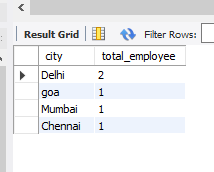 Result Grid Filter Rows:
city total_employee
Delhi 2
goa 1
Mumbai 1
Chennai 1